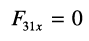 F₃₁ₓ = 0